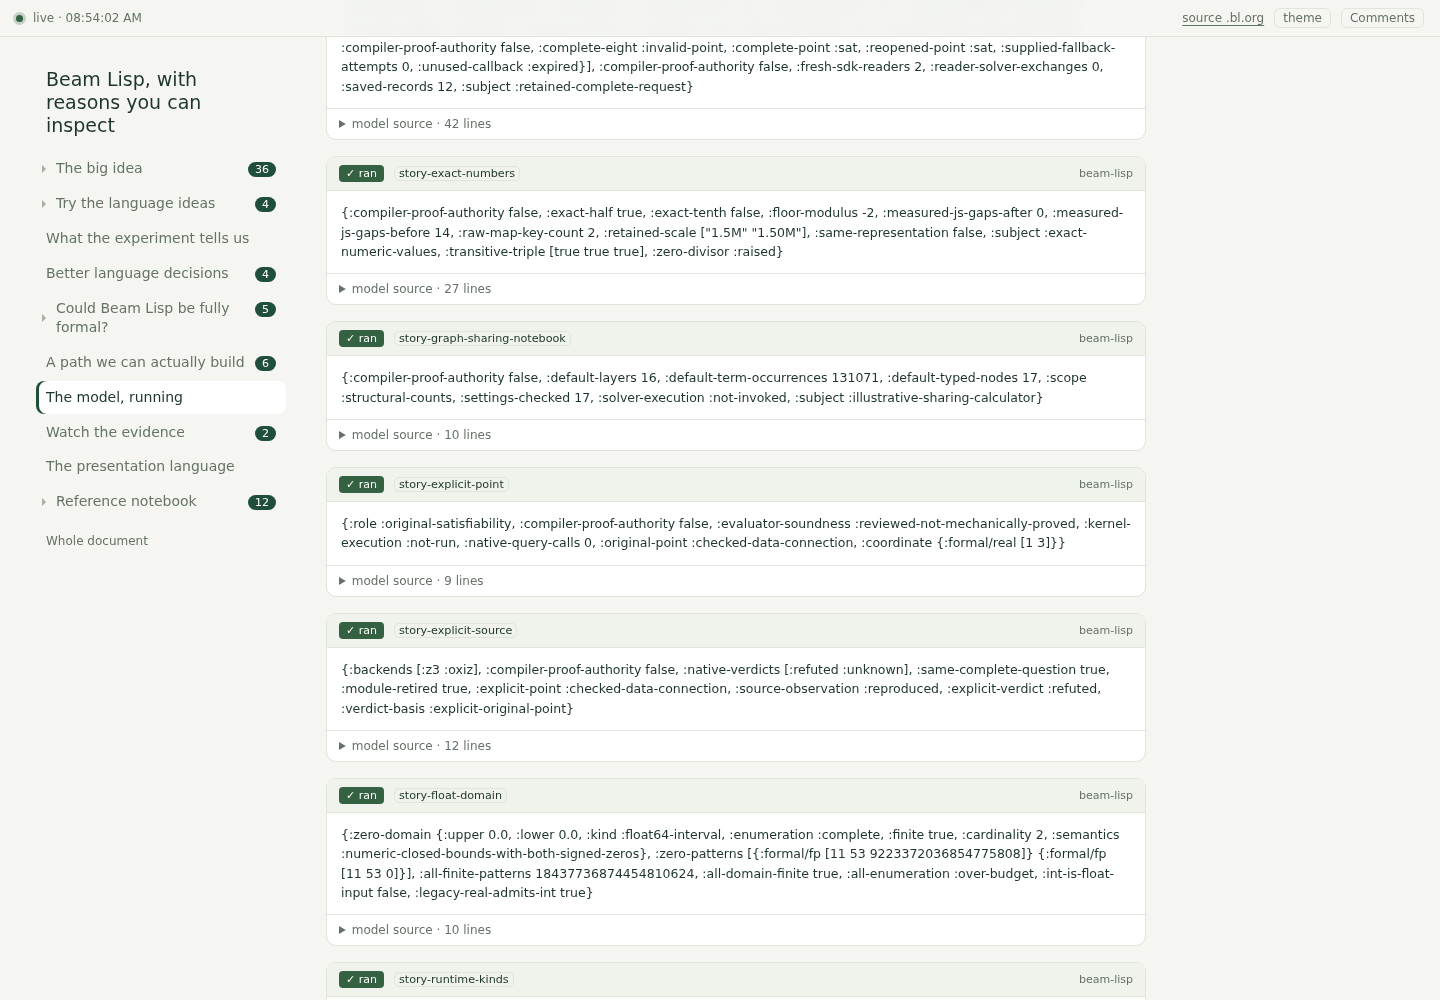 live · 08:54:02 AM
source .bl.org
theme
Comments
Beam Lisp, with
reasons you can
inspect
The big idea
36
Try the language ideas
4
What the experiment tells us
Better language decisions
4
Could Beam Lisp be fully
formal?
5
A path we can actually build
6
The model, running
Watch the evidence
2
The presentation language
Reference notebook
12
Whole document
:compiler-proof-authority false, :complete-eight :invalid-point, :complete-point :sat, :reopened-point :sat, :supplied-fallback-
attempts 0, :unused-callback :expired}], :compiler-proof-authority false, :fresh-sdk-readers 2, :reader-solver-exchanges 0,
:saved-records 12, :subject :retained-complete-request}
model source · 42 lines
✓ ran
story-exact-numbers
beam-lisp
{:compiler-proof-authority false, :exact-half true, :exact-tenth false, :floor-modulus -2, :measured-js-gaps-after 0, :measured-
js-gaps-before 14, :raw-map-key-count 2, :retained-scale ["1.5M" "1.50M"], :same-representation false, :subject :exact-
numeric-values, :transitive-triple [true true true], :zero-divisor :raised}
model source · 27 lines
✓ ran
story-graph-sharing-notebook
beam-lisp
{:compiler-proof-authority false, :default-layers 16, :default-term-occurrences 131071, :default-typed-nodes 17, :scope
:structural-counts, :settings-checked 17, :solver-execution :not-invoked, :subject :illustrative-sharing-calculator}
model source · 10 lines
✓ ran
story-explicit-point
beam-lisp
{:role :original-satisfiability, :compiler-proof-authority false, :evaluator-soundness :reviewed-not-mechanically-proved, :kernel-
execution :not-run, :native-query-calls 0, :original-point :checked-data-connection, :coordinate {:formal/real [1 3]}}
model source · 9 lines
✓ ran
story-explicit-source
beam-lisp
{:backends [:z3 :oxiz], :compiler-proof-authority false, :native-verdicts [:refuted :unknown], :same-complete-question true,
:module-retired true, :explicit-point :checked-data-connection, :source-observation :reproduced, :explicit-verdict :refuted,
:verdict-basis :explicit-original-point}
model source · 12 lines
✓ ran
story-float-domain
beam-lisp
{:zero-domain {:upper 0.0, :lower 0.0, :kind :float64-interval, :enumeration :complete, :finite true, :cardinality 2, :semantics
:numeric-closed-bounds-with-both-signed-zeros}, :zero-patterns [{:formal/fp [11 53 9223372036854775808]} {:formal/fp
[11 53 0]}], :all-finite-patterns 18437736874454810624, :all-domain-finite true, :all-enumeration :over-budget, :int-is-float-
input false, :legacy-real-admits-int true}
model source · 10 lines
✓ ran
story-runtime-kinds
beam-lisp